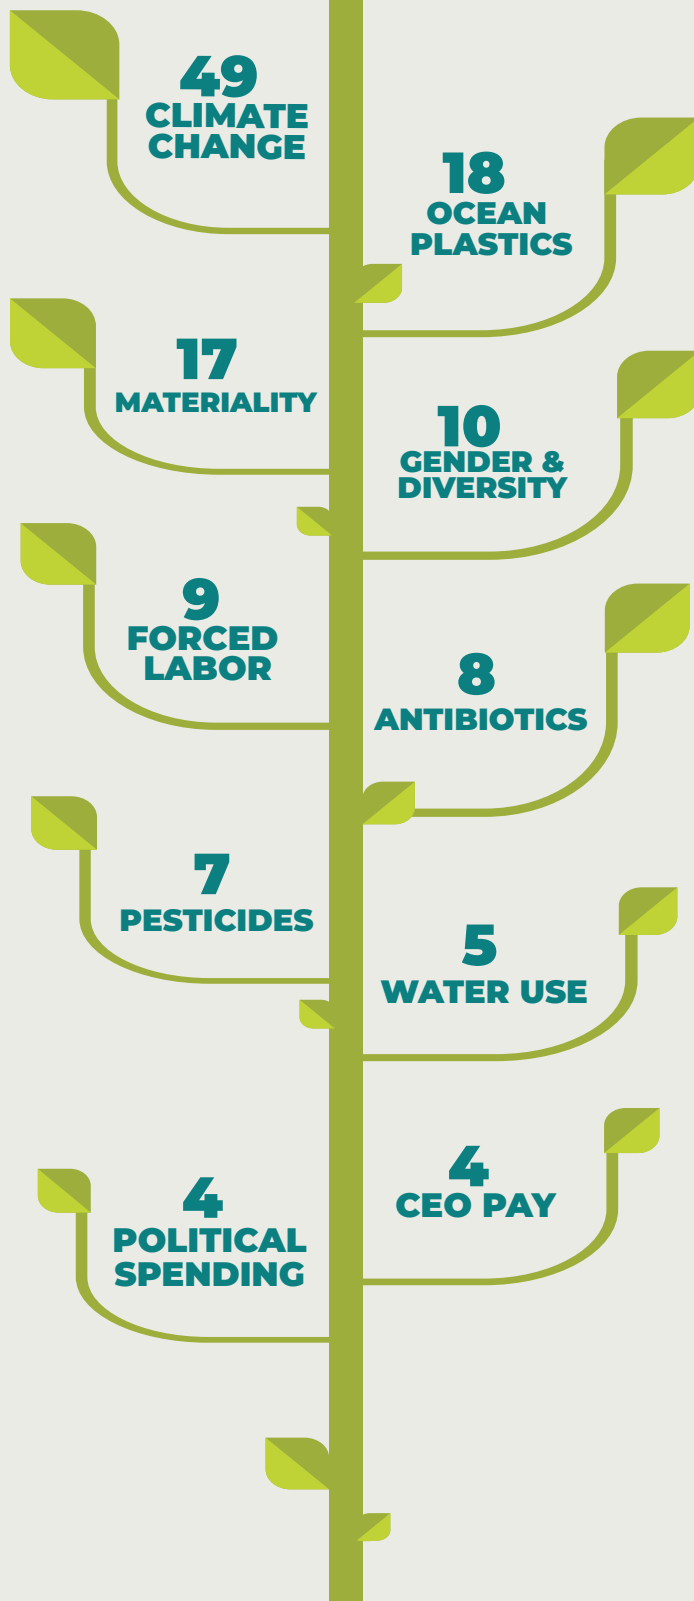 49
CLIMATE
CHANGE
18
OCEAN
PLASTICS
17
MATERIALITY
10
GENDER &
DIVERSITY
9
FORCED
LABOR
8
ANTIBIOTICS
7
PESTICIDES
5
WATER USE
4
CEO PAY
4
POLITICAL
SPENDING